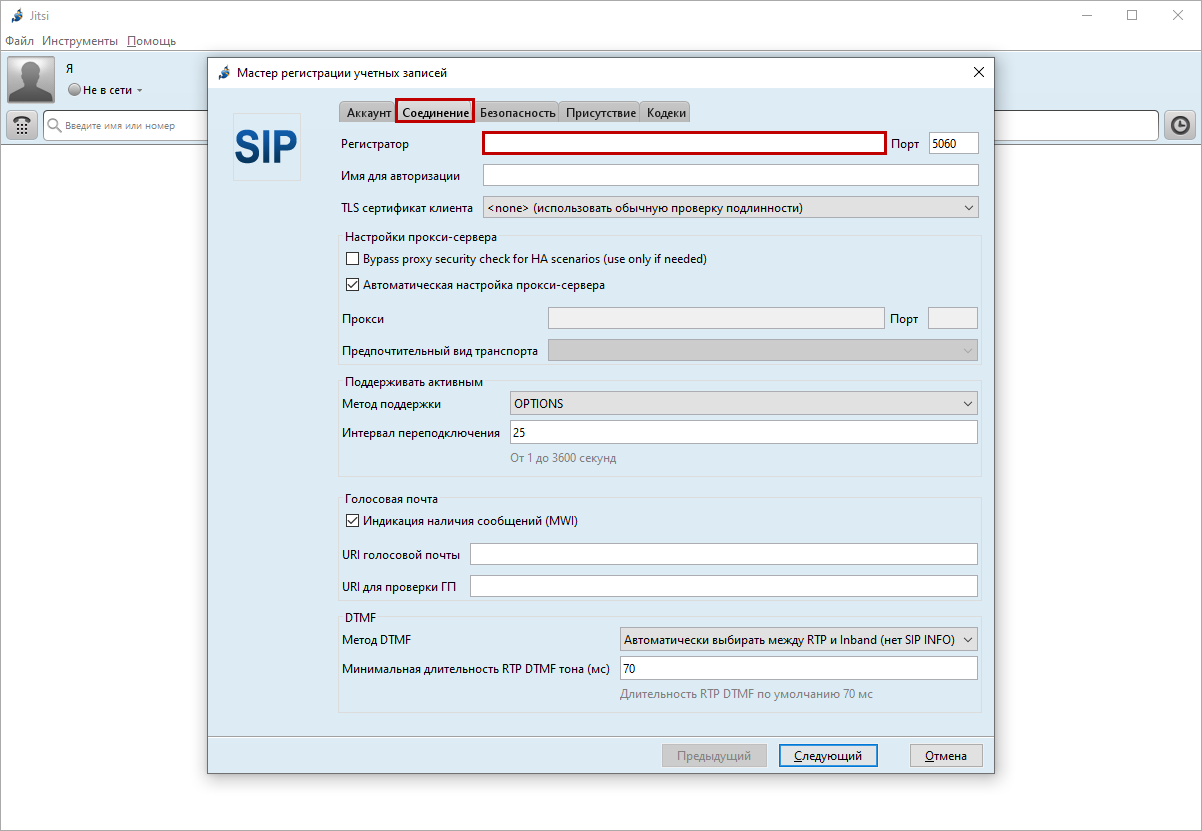 Jitsi
Файл Инструменты Помощь
Я
Не в сети
Введите имя или номер
Мастер регистрации учетных записей
SIP
Аккаунт Соединение Безопасность Присутствие Кодеки
Регистратор Порт 5060
Имя для авторизации
TLS сертификат клиента <none> (использовать обычную проверку подлинности)
Настройки прокси-сервера
Bypass proxy security check for HA scenarios (use only if needed)
Автоматическая настройка прокси-сервера
Прокси Порт
Предпочтительный вид транспорта
Поддерживать активным
Метод поддержки OPTIONS
Интервал переподключения 25
От 1 до 3600 секунд
Голосовая почта
Индикация наличия сообщений (MWI)
URI голосовой почты
URI для проверки ГП
DTMF
Метод DTMF Автоматически выбирать между RTP и Inband (нет SIP INFO)
Минимальная длительность RTP DTMF тона (мс) 70
Длительность RTP DTMF по умолчанию 70 мс
Предыдущий Следующий Отмена